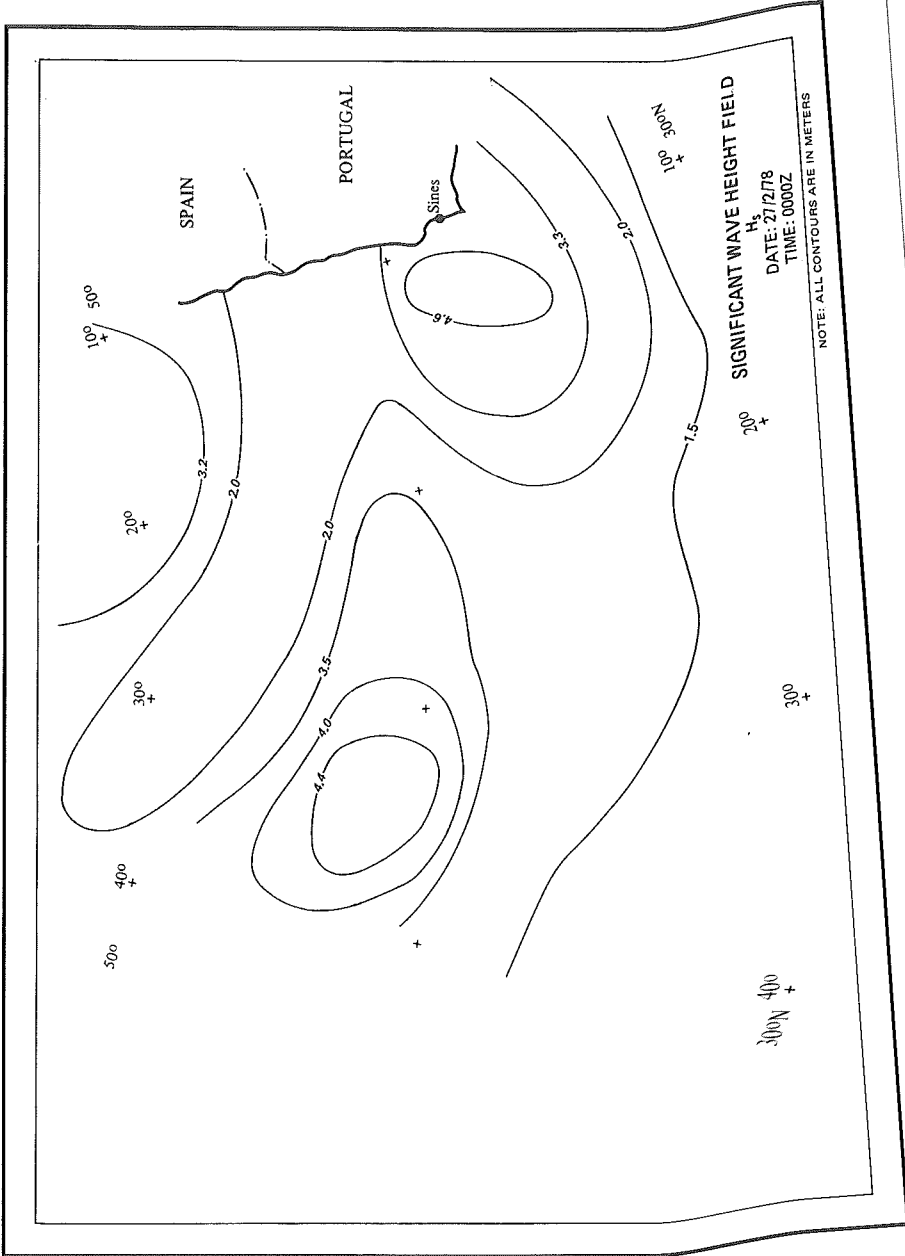 50°
40°
30°
20°
10° 50°
SPAIN
3.2
2.0
4.4
4.0
3.5
2.0
PORTUGAL
Sines
4.6
3.3
2.0
1.5
10° 30°N
20°
30°
30°N 40°
SIGNIFICANT WAVE HEIGHT FIELD
Hs
DATE: 27/2/78
TIME: 0000Z
NOTE: ALL CONTOURS ARE IN METERS